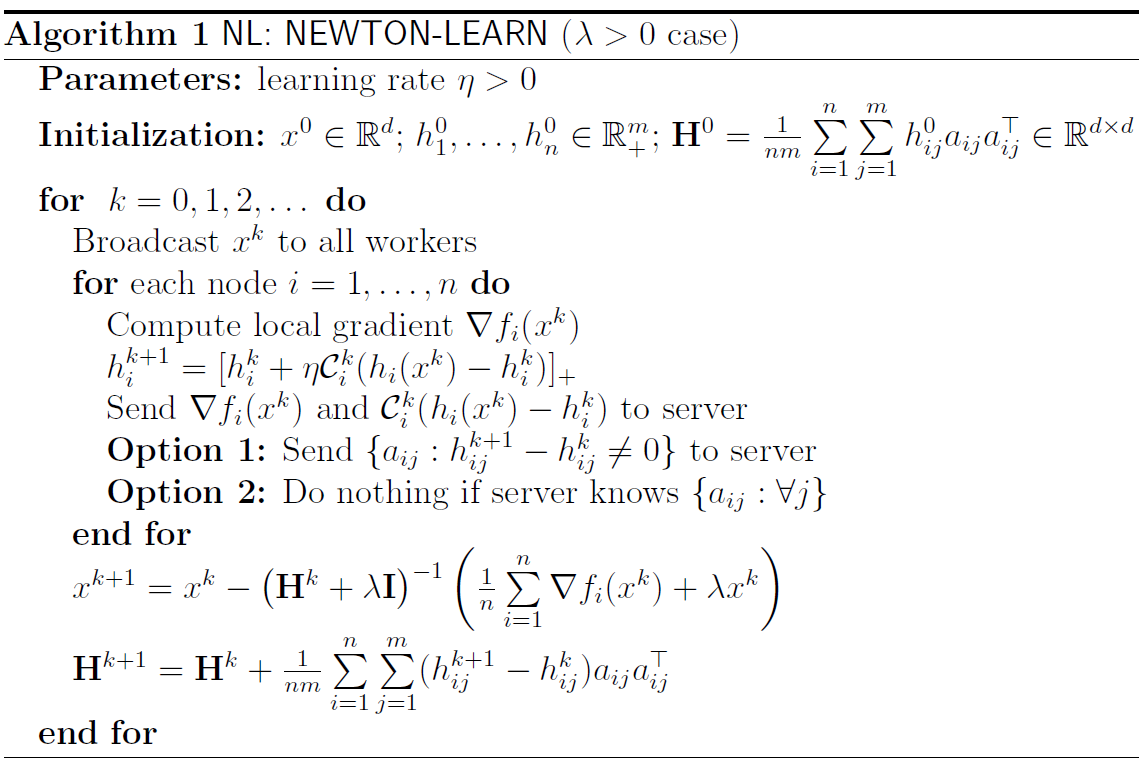 Algorithm 1 NL: NEWTON-LEARN (λ > 0 case)
Parameters: learning rate η > 0
Initialization: $x^0 \in \mathbb{R}^d$; $h_1^0, \ldots, h_n^0 \in \mathbb{R}_+^m$; $\mathbf{H}^0 = \frac{1}{nm} \sum_{i=1}^{n} \sum_{j=1}^{m} h_{ij}^0 a_{ij} a_{ij}^\top \in \mathbb{R}^{d \times d}$
for $k = 0, 1, 2, \ldots$ do
Broadcast $x^k$ to all workers
for each node $i = 1, \ldots, n$ do
Compute local gradient $\nabla f_i(x^k)$
$h_i^{k+1} = [h_i^k + \eta \mathcal{C}_i^k(h_i(x^k) - h_i^k)]_+$
Send $\nabla f_i(x^k)$ and $\mathcal{C}_i^k(h_i(x^k) - h_i^k)$ to server
Option 1: Send $\{a_{ij} : h_{ij}^{k+1} - h_{ij}^k \neq 0\}$ to server
Option 2: Do nothing if server knows $\{a_{ij} : \forall j\}$
end for
$x^{k+1} = x^k - \left(\mathbf{H}^k + \lambda \mathbf{I}\right)^{-1} \left(\frac{1}{n} \sum_{i=1}^{n} \nabla f_i(x^k) + \lambda x^k\right)$
$\mathbf{H}^{k+1} = \mathbf{H}^k + \frac{1}{nm} \sum_{i=1}^{n} \sum_{j=1}^{m} (h_{ij}^{k+1} - h_{ij}^k) a_{ij} a_{ij}^\top$
end for